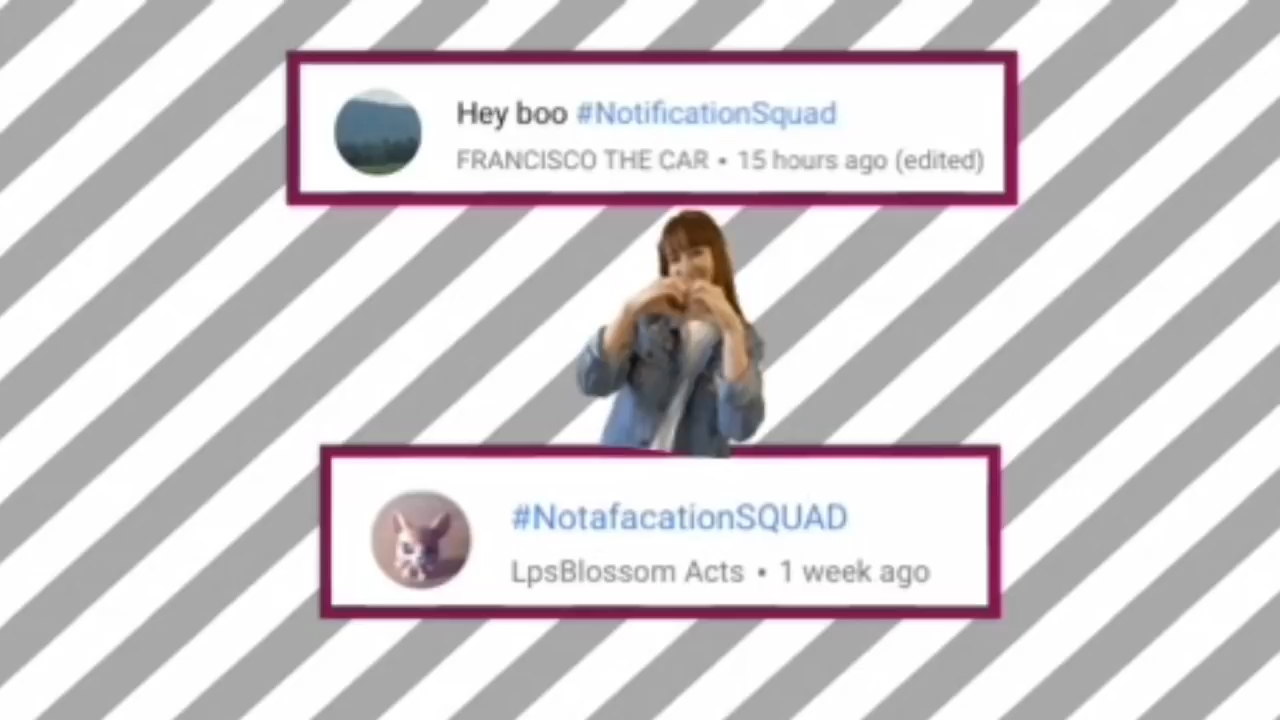 Hey boo #NotificationSquad
FRANCISCO THE CAR • 15 hours ago (edited)
#NotafacationSQUAD
LpsBlossom Acts • 1 week ago